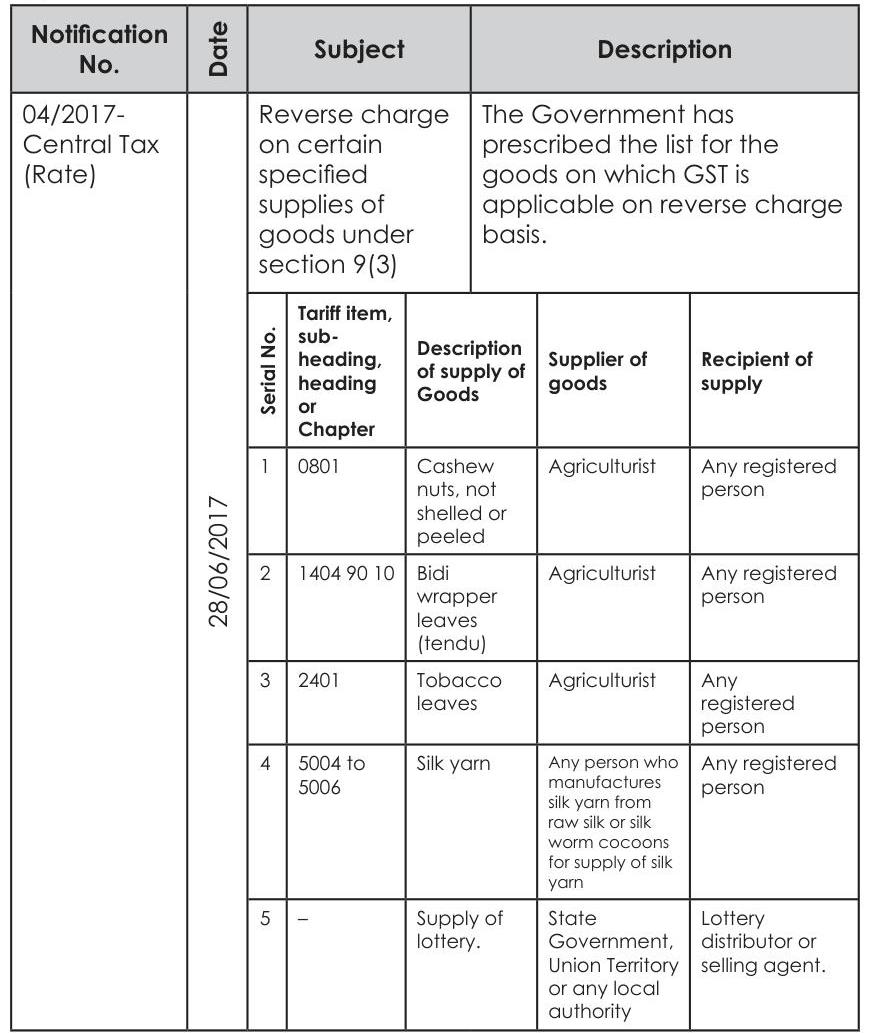 Notification
No.
Date
Subject
Description
04/2017-
Central Tax
(Rate)
28/06/2017
Reverse charge
on certain
specified
supplies of
goods under
section 9(3)
The Government has
prescribed the list for the
goods on which GST is
applicable on reverse charge
basis.
Serial No.
Tariff item,
sub-
heading,
heading
or
Chapter
Description
of supply of
Goods
Supplier of
goods
Recipient of
supply
1
0801
Cashew
nuts, not
shelled or
peeled
Agriculturist
Any registered
person
2
1404 90 10
Bidi
wrapper
leaves
(tendu)
Agriculturist
Any registered
person
3
2401
Tobacco
leaves
Agriculturist
Any
registered
person
4
5004 to
5006
Silk yarn
Any person who
manufactures
silk yarn from
raw silk or silk
worm cocoons
for supply of silk
yarn
Any registered
person
5
–
Supply of
lottery.
State
Government,
Union Territory
or any local
authority
Lottery
distributor or
selling agent.